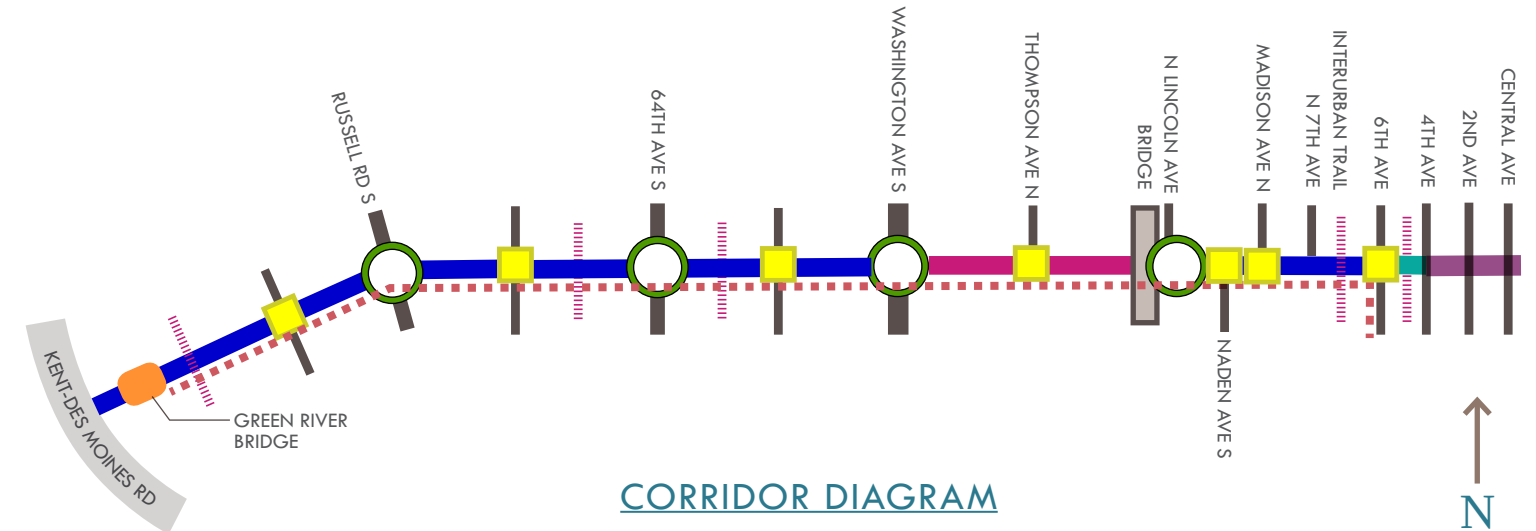 RUSSELL RD S
64TH AVE S
WASHINGTON AVE S
THOMPSON AVE N
BRIDGE
N LINCOLN AVE
MADISON AVE N
N 7TH AVE
INTERURBAN TRAIL
6TH AVE
4TH AVE
2ND AVE
CENTRAL AVE
KENT-DES MOINES RD
GREEN RIVER
BRIDGE
NADEN AVE S
CORRIDOR DIAGRAM
N